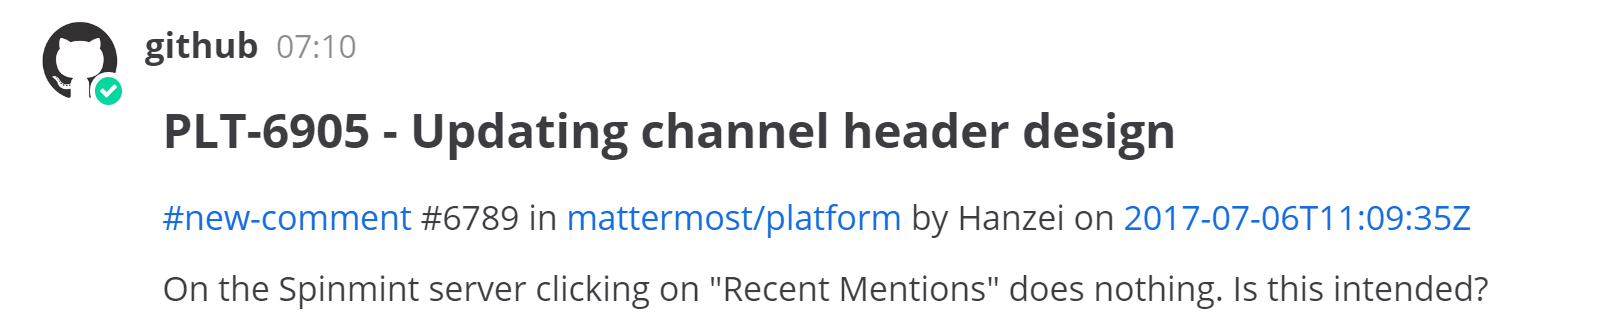 github 07:10
PLT-6905 - Updating channel header design
#new-comment #6789 in mattermost/platform by Hanzei on 2017-07-06T11:09:35Z
On the Spinmint server clicking on "Recent Mentions" does nothing. Is this intended?